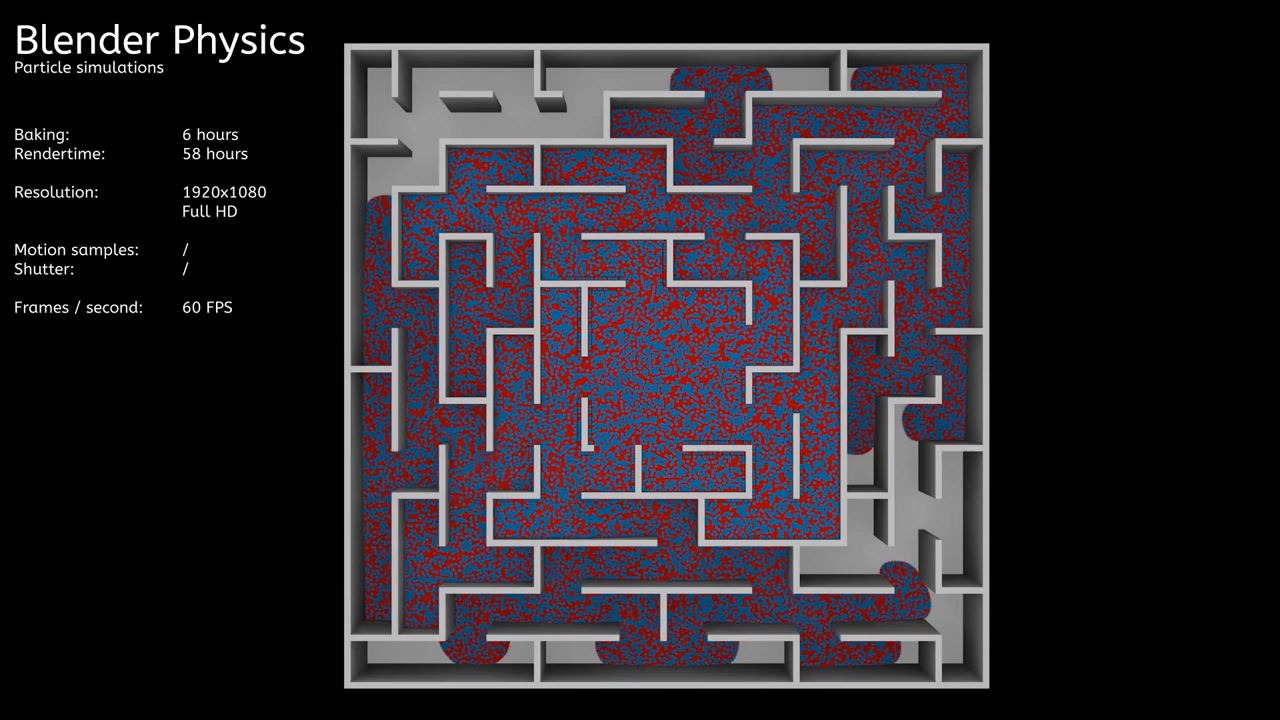 Blender Physics
Particle simulations
Baking: 6 hours
Rendertime: 58 hours
Resolution: 1920x1080
Full HD
Motion samples: /
Shutter: /
Frames / second: 60 FPS